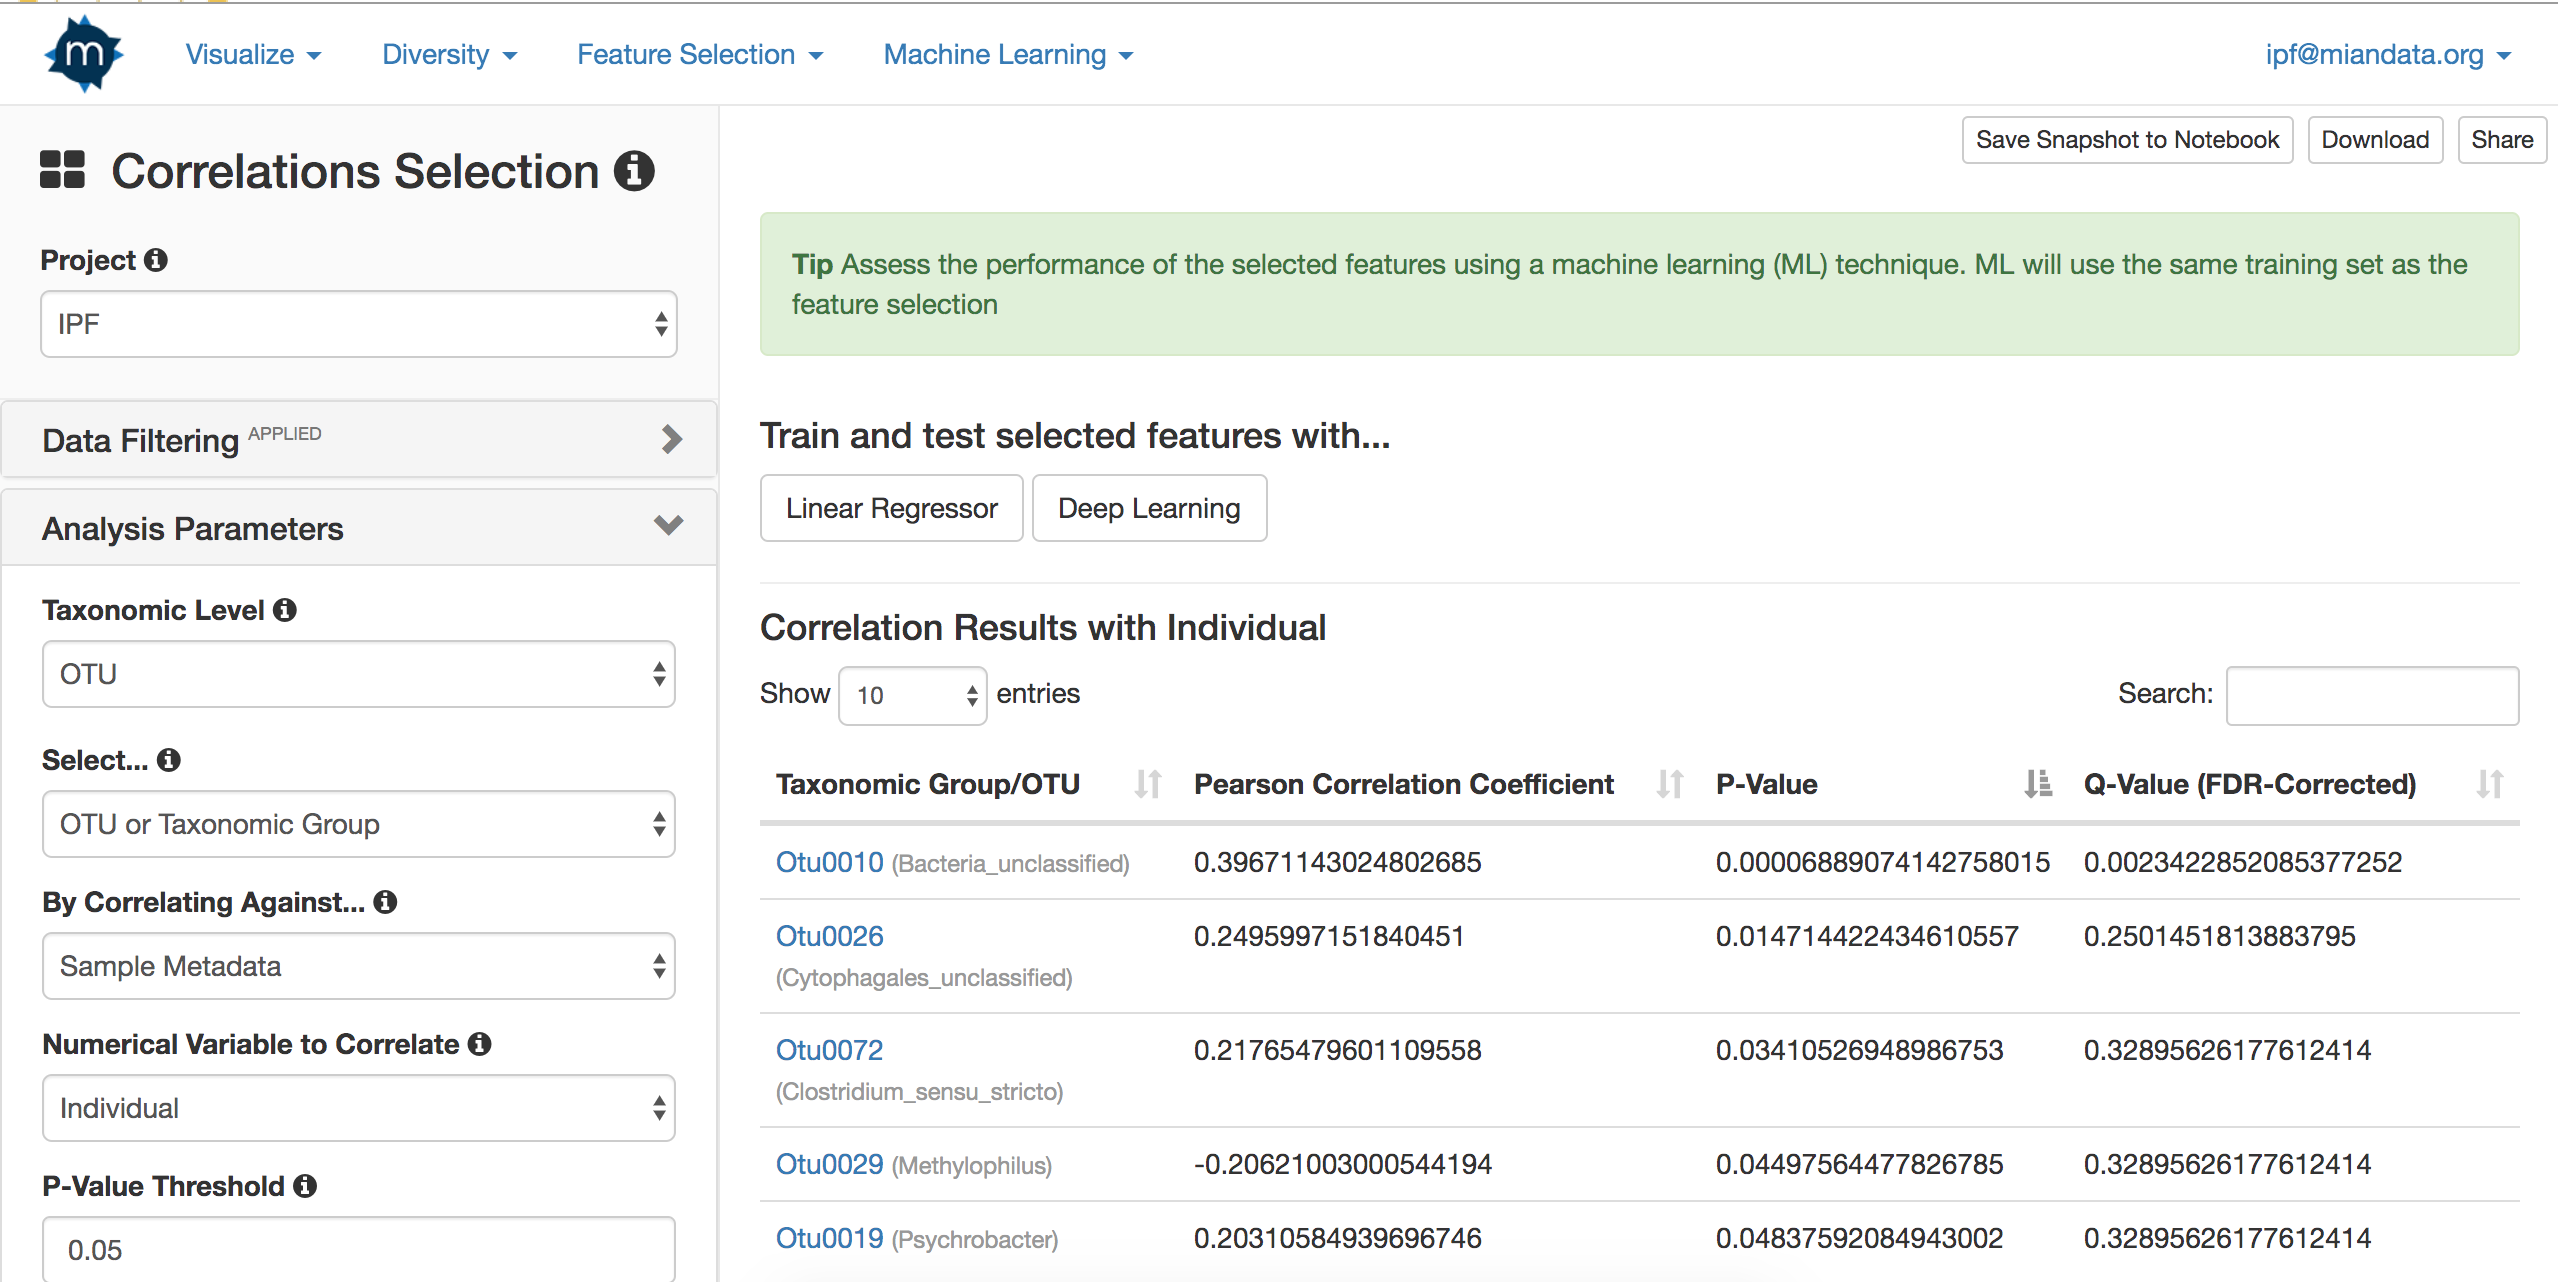 m Visualize Diversity Feature Selection Machine Learning ipf@miandata.org
Save Snapshot to Notebook Download Share
Correlations Selection
Project
IPF
Data Filtering APPLIED
Analysis Parameters
Taxonomic Level
OTU
Select...
OTU or Taxonomic Group
By Correlating Against...
Sample Metadata
Numerical Variable to Correlate
Individual
P-Value Threshold
0.05
Tip Assess the performance of the selected features using a machine learning (ML) technique. ML will use the same training set as the
feature selection
Train and test selected features with...
Linear Regressor Deep Learning
Correlation Results with Individual
Show 10 entries Search:
Taxonomic Group/OTU Pearson Correlation Coefficient P-Value Q-Value (FDR-Corrected)
Otu0010 (Bacteria_unclassified) 0.39671143024802685 0.00006889074142758015 0.0023422852085377252
Otu0026 0.2495997151840451 0.014714422434610557 0.2501451813883795
(Cytophagales_unclassified)
Otu0072 0.21765479601109558 0.03410526948986753 0.32895626177612414
(Clostridium_sensu_stricto)
Otu0029 (Methylophilus) -0.20621003000544194 0.04497564477826785 0.32895626177612414
Otu0019 (Psychrobacter) 0.20310584939696746 0.04837592084943002 0.32895626177612414